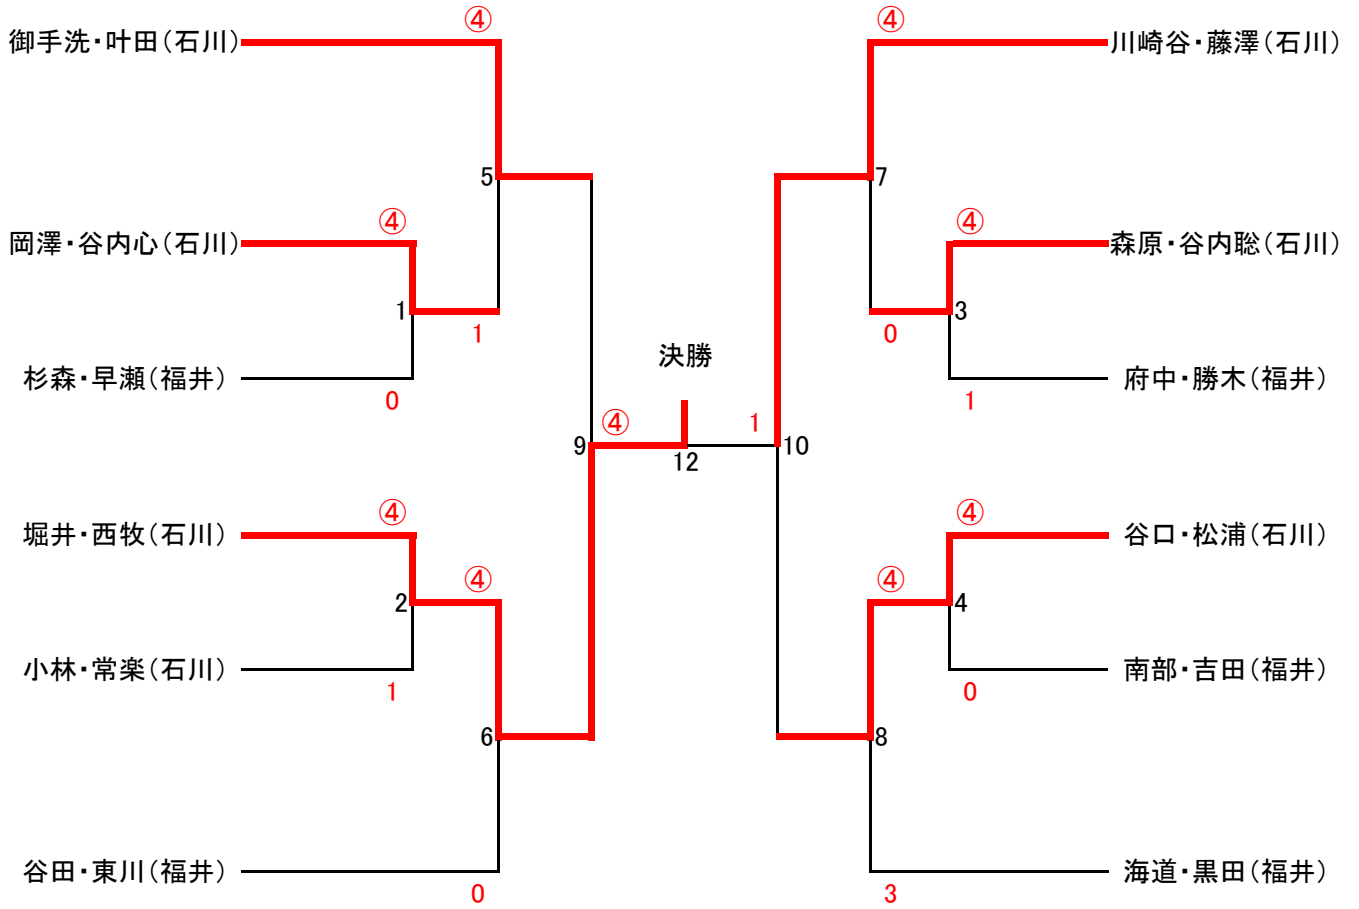 ④
④
御手洗・叶田(石川)
川崎谷・藤澤(石川)
5
7
④
④
岡澤・谷内心(石川)
森原・谷内聡(石川)
1
3
1
0
決勝
杉森・早瀬(福井)
府中・勝木(福井)
0
1
④
1
9
10
12
④
④
堀井・西牧(石川)
谷口・松浦(石川)
④
④
2
4
小林・常楽(石川)
南部・吉田(福井)
1
0
6
8
谷田・東川(福井)
海道・黒田(福井)
0
3